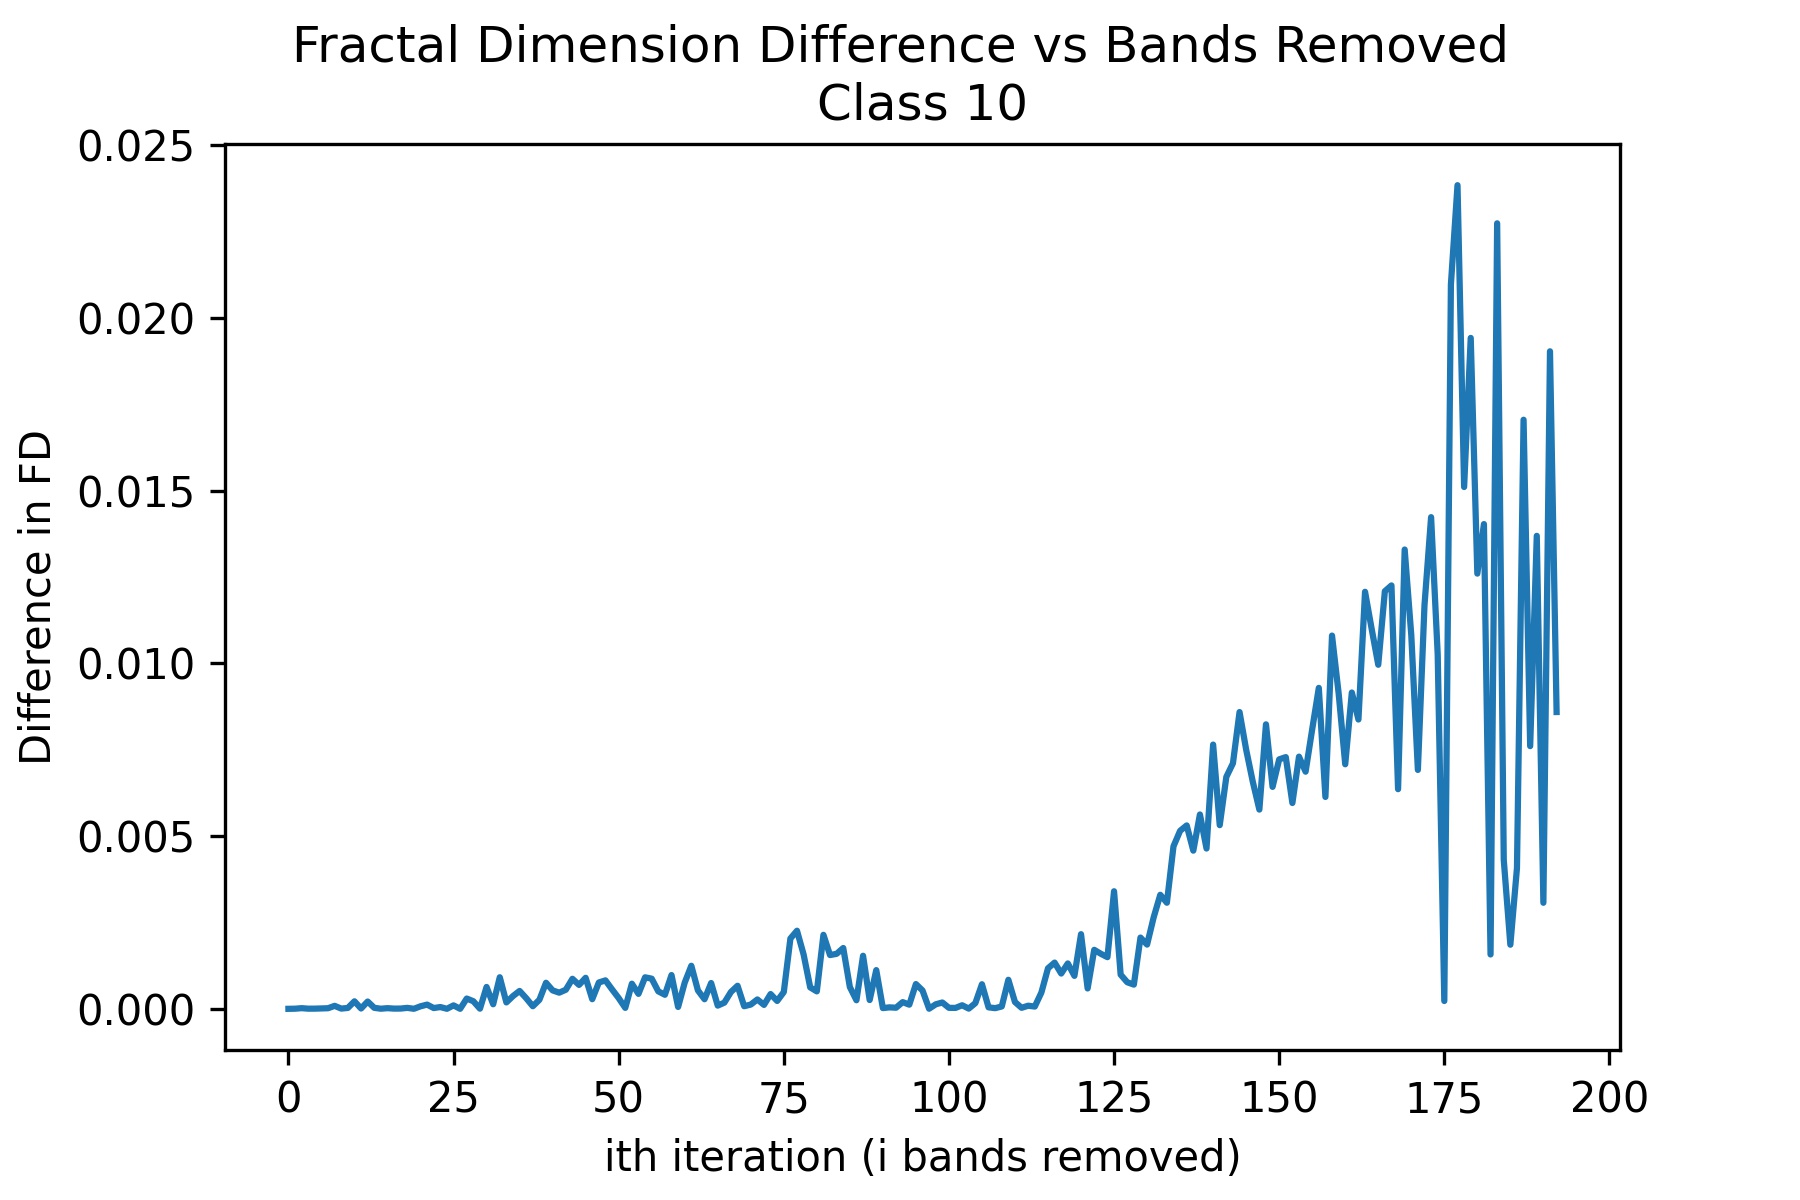 Fractal Dimension Difference vs Bands Removed
Class 10
0.025
0.020
0.015
0.010
0.005
0.000
Difference in FD
0 25 50 75 100 125 150 175 200
ith iteration (i bands removed)